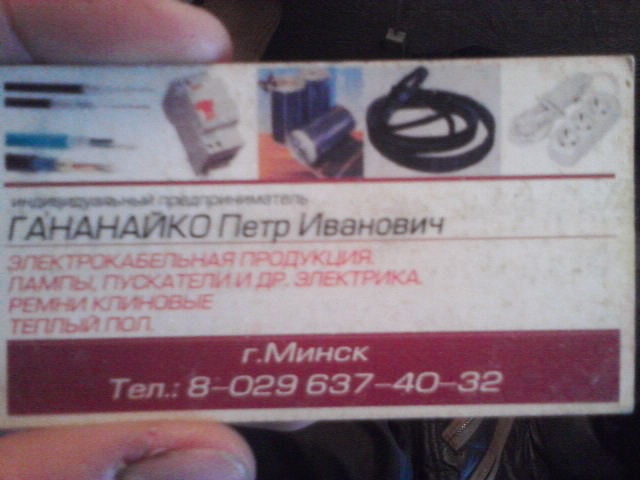 индивидуальный предприниматель
ГАНАНАЙКО Петр Иванович
ЭЛЕКТРОКАБЕЛЬНАЯ ПРОДУКЦИЯ.
ЛАМПЫ, ПУСКАТЕЛИ И ДР. ЭЛЕКТРИКА.
РЕМНИ КЛИНОВЫЕ
ТЕПЛЫЙ ПОЛ.
г.Минск
Тел.: 8-029 637-40-32